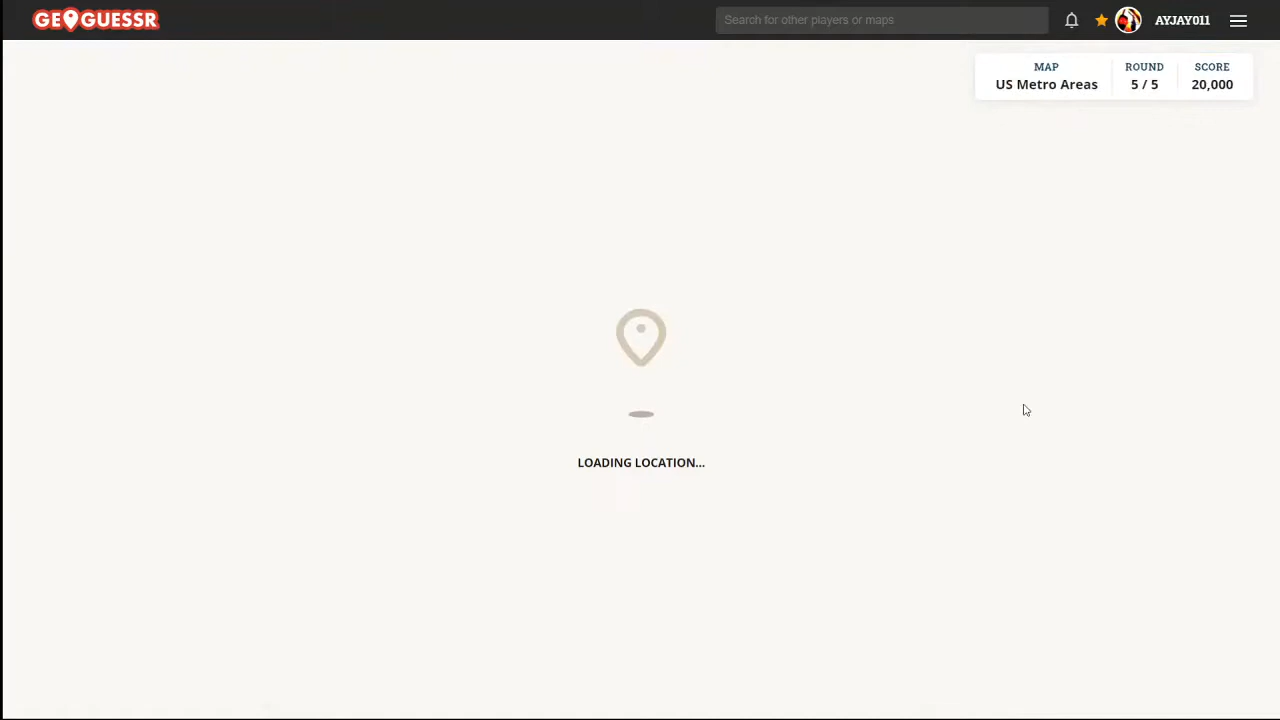 GEOGUESSR
Search for other players or maps
AYJAY011
MAP
US Metro Areas
ROUND
5 / 5
SCORE
20,000
LOADING LOCATION...